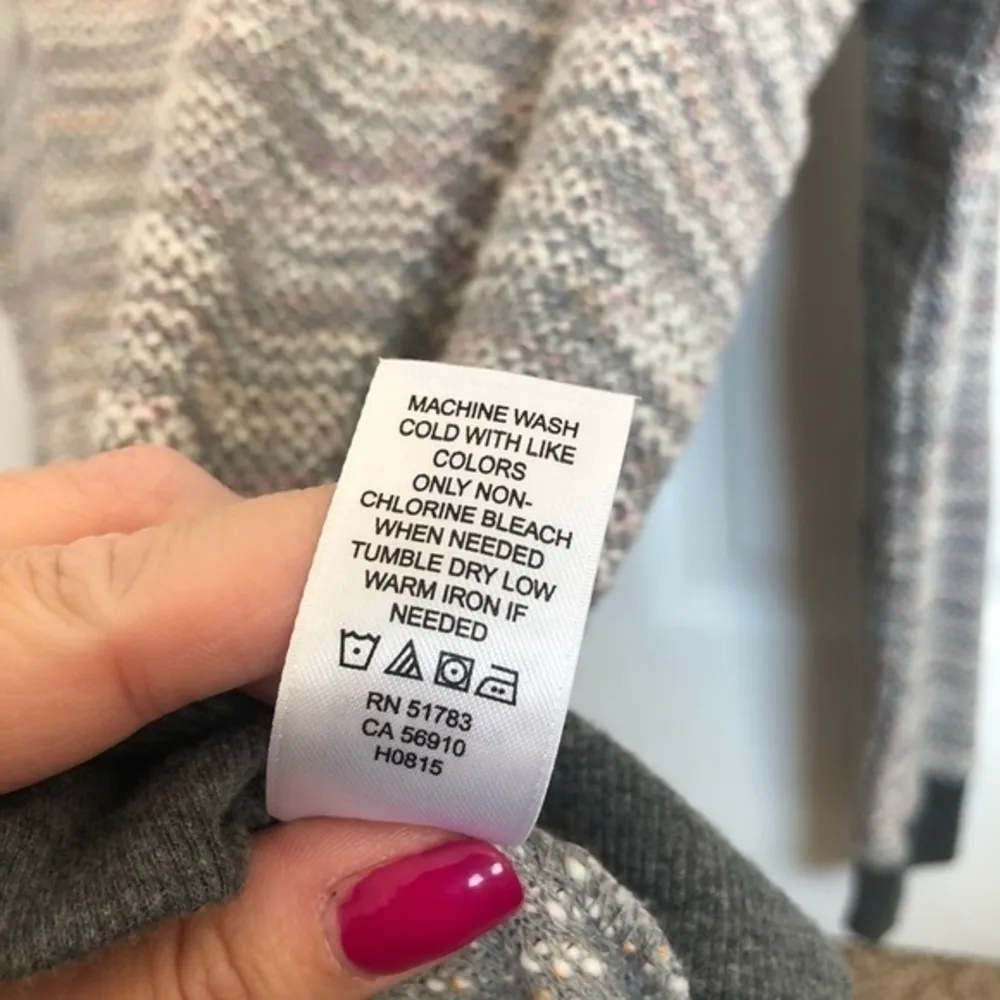 MACHINE WASH
COLD WITH LIKE
COLORS
ONLY NON-
CHLORINE BLEACH
WHEN NEEDED
TUMBLE DRY LOW
WARM IRON IF
NEEDED
RN 51783
CA 56910
H0815